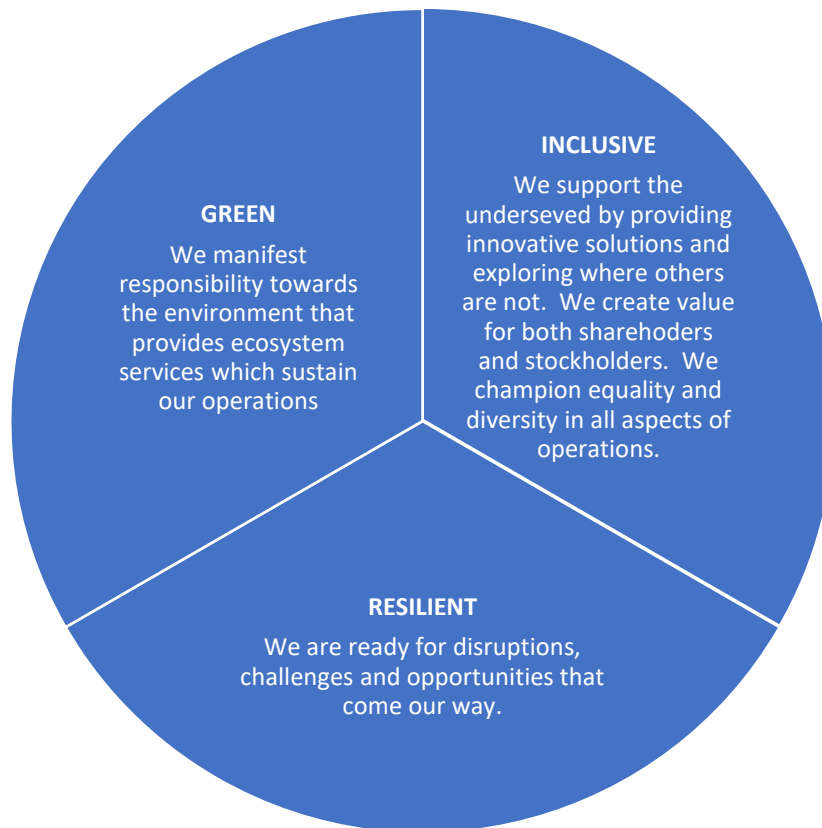 GREEN
We manifest
responsibility towards
the environment that
provides ecosystem
services which sustain
our operations
INCLUSIVE
We support the
underseved by providing
innovative solutions and
exploring where others
are not.  We create value
for both sharehoders
and stockholders.  We
champion equality and
diversity in all aspects of
operations.
RESILIENT
We are ready for disruptions,
challenges and opportunities that
come our way.